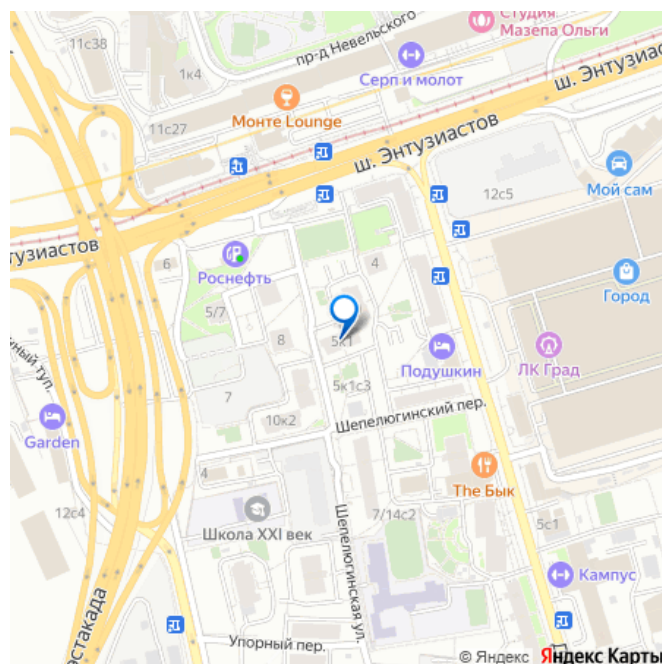 Студия
Мазепа Ольги
11с38
пр-д Невельского
1к4
Серп и молот
ш. Энтузиастов
Монте Lounge
11с27
ш. Энтузиастов
12с5
Мой сам
тузиастов
6
Роснефть
4
Город
5/7
8
5к1
Подушкин
ЛК Град
ный туп.
7
5к1с3
10к2
Шепелюгинский пер.
Garden
4
The Бык
12с4
Школа XXI век
7/14с2
5с1
Шепелюгинская ул.
Кампус
эстакада
Упорный пер.
© Яндекс Яндекс Карты